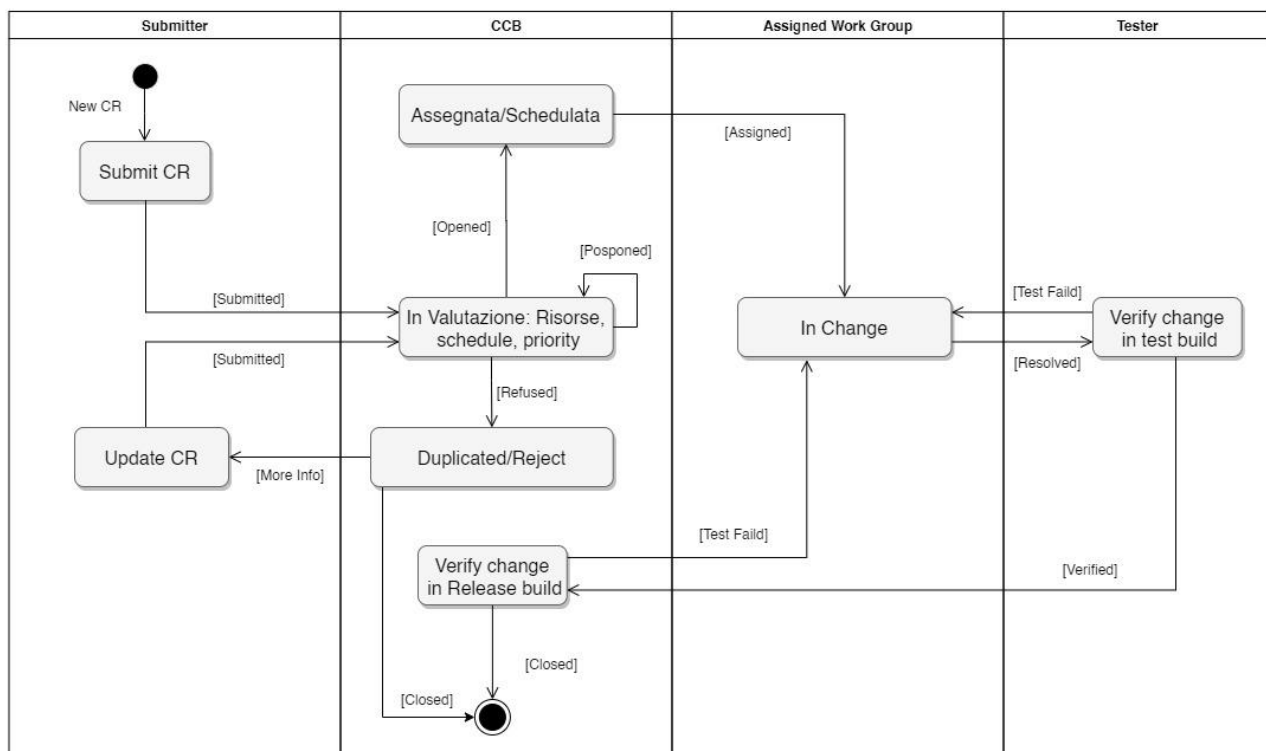 Submitter
CCB
Assigned Work Group
Tester
New CR
Assegnata/Schedulata
[Assigned]
Submit CR
[Opened]
[Posponed]
[Submitted]
[Test Faild]
In Valutazione: Risorse,
schedule, priority
In Change
Verify change
in test build
[Submitted]
[Resolved]
[Refused]
Update CR
Duplicated/Reject
[More Info]
[Test Faild]
Verify change
in Release build
[Verified]
[Closed]
[Closed]